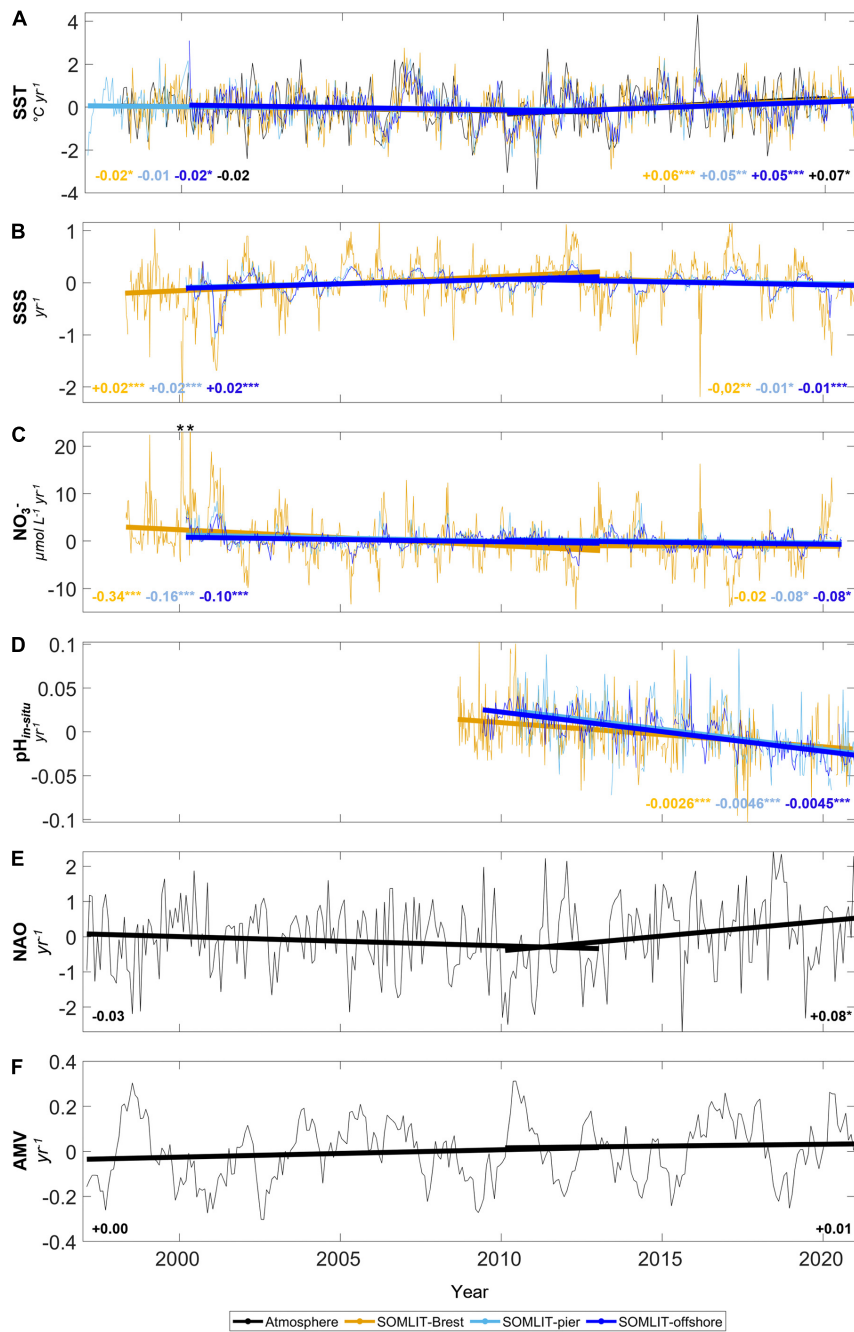 A
SST
°C yr-1
4
2
0
-2
-4
-0.02* -0.01 -0.02* -0.02
+0.06*** +0.05** +0.05*** +0.07*
B
SSS
yr-1
1
0
-1
-2
+0.02*** +0.02*** +0.02***
-0,02** -0.01* -0.01***
C
NO3-
µmol L-1 yr-1
**
20
10
0
-10
-0.34*** -0.16*** -0.10***
-0.02 -0.08* -0.08*
D
pHin-situ
yr-1
0.1
0.05
0
-0.05
-0.1
-0.0026*** -0.0046*** -0.0045***
E
NAO
yr-1
2
1
0
-1
-2
-0.03
+0.08*
F
AMV
yr-1
0.4
0.2
0
-0.2
-0.4
+0.00
+0.01
2000 2005 2010 2015 2020
Year
Atmosphere SOMLIT-Brest SOMLIT-pier SOMLIT-offshore